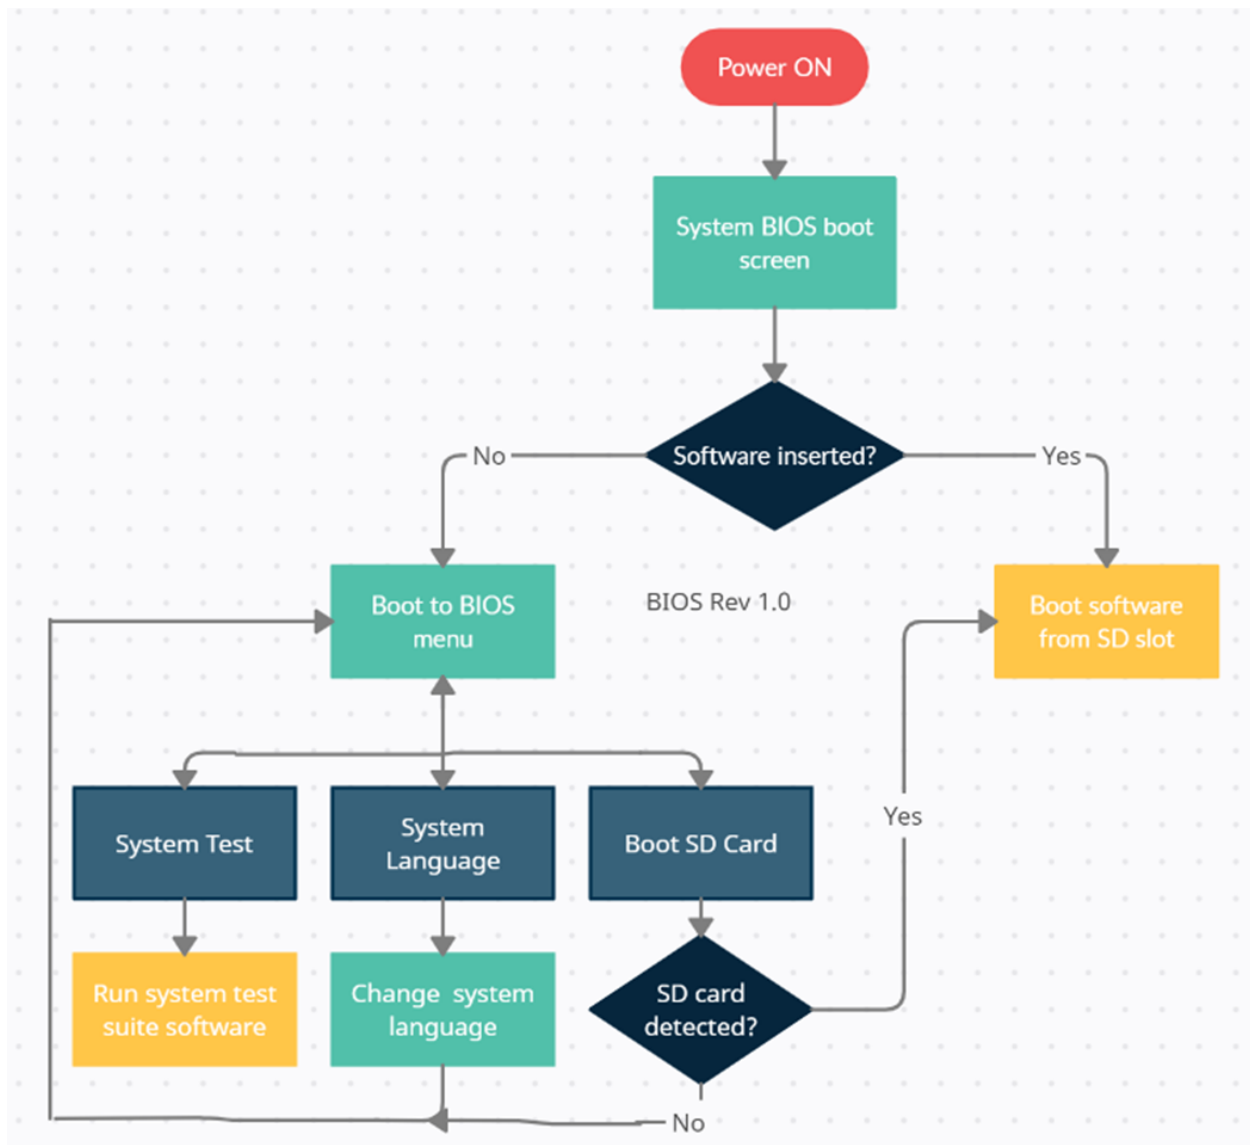 Power ON
System BIOS boot
screen
Software inserted?
No
Yes
Boot to BIOS
menu
BIOS Rev 1.0
Boot software
from SD slot
Yes
System Test
System
Language
Boot SD Card
Run system test
suite software
Change  system
language
SD card
detected?
No